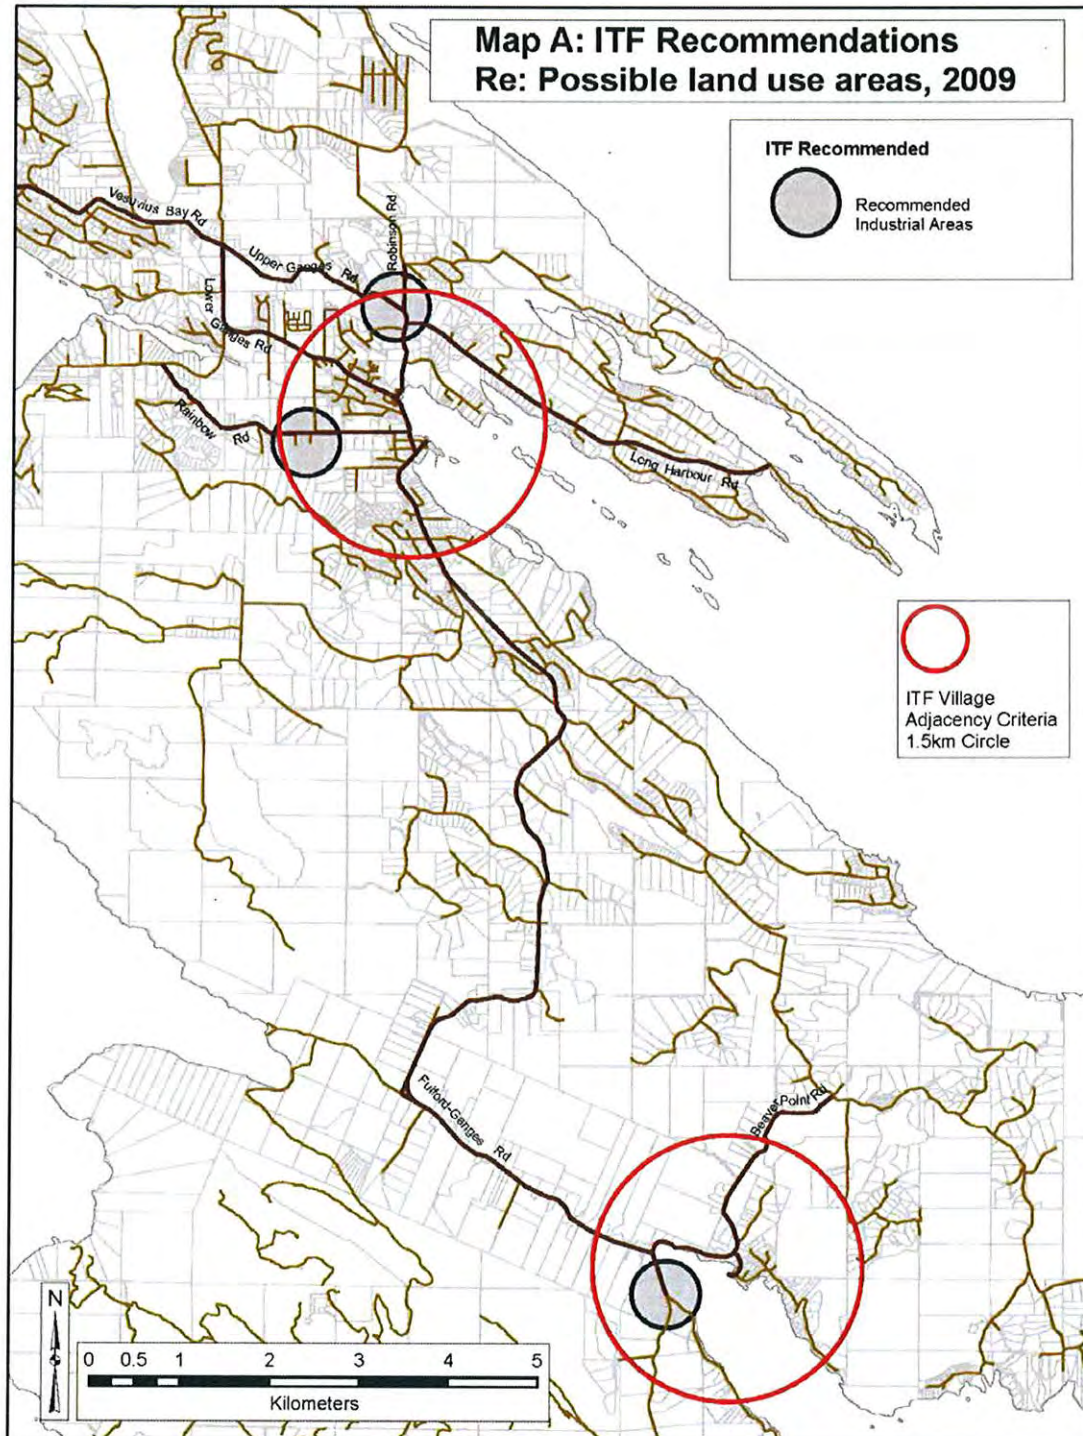 Map A: ITF Recommendations
Re: Possible land use areas, 2009
ITF Recommended
Recommended
Industrial Areas
Vesuvius Bay Rd
Robinson Rd
Upper Ganges Rd
Lower
Ganges Rd
Rainbow Rd
Long Harbour Rd
ITF Village
Adjacency Criteria
1.5km Circle
Beaver Point Rd
Fulford-Ganges Rd
N
0 0.5 1 2 3 4 5
Kilometers